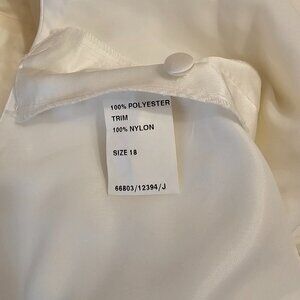 100% POLYESTER
TRIM
100% NYLON
SIZE 18
66803/12394/J